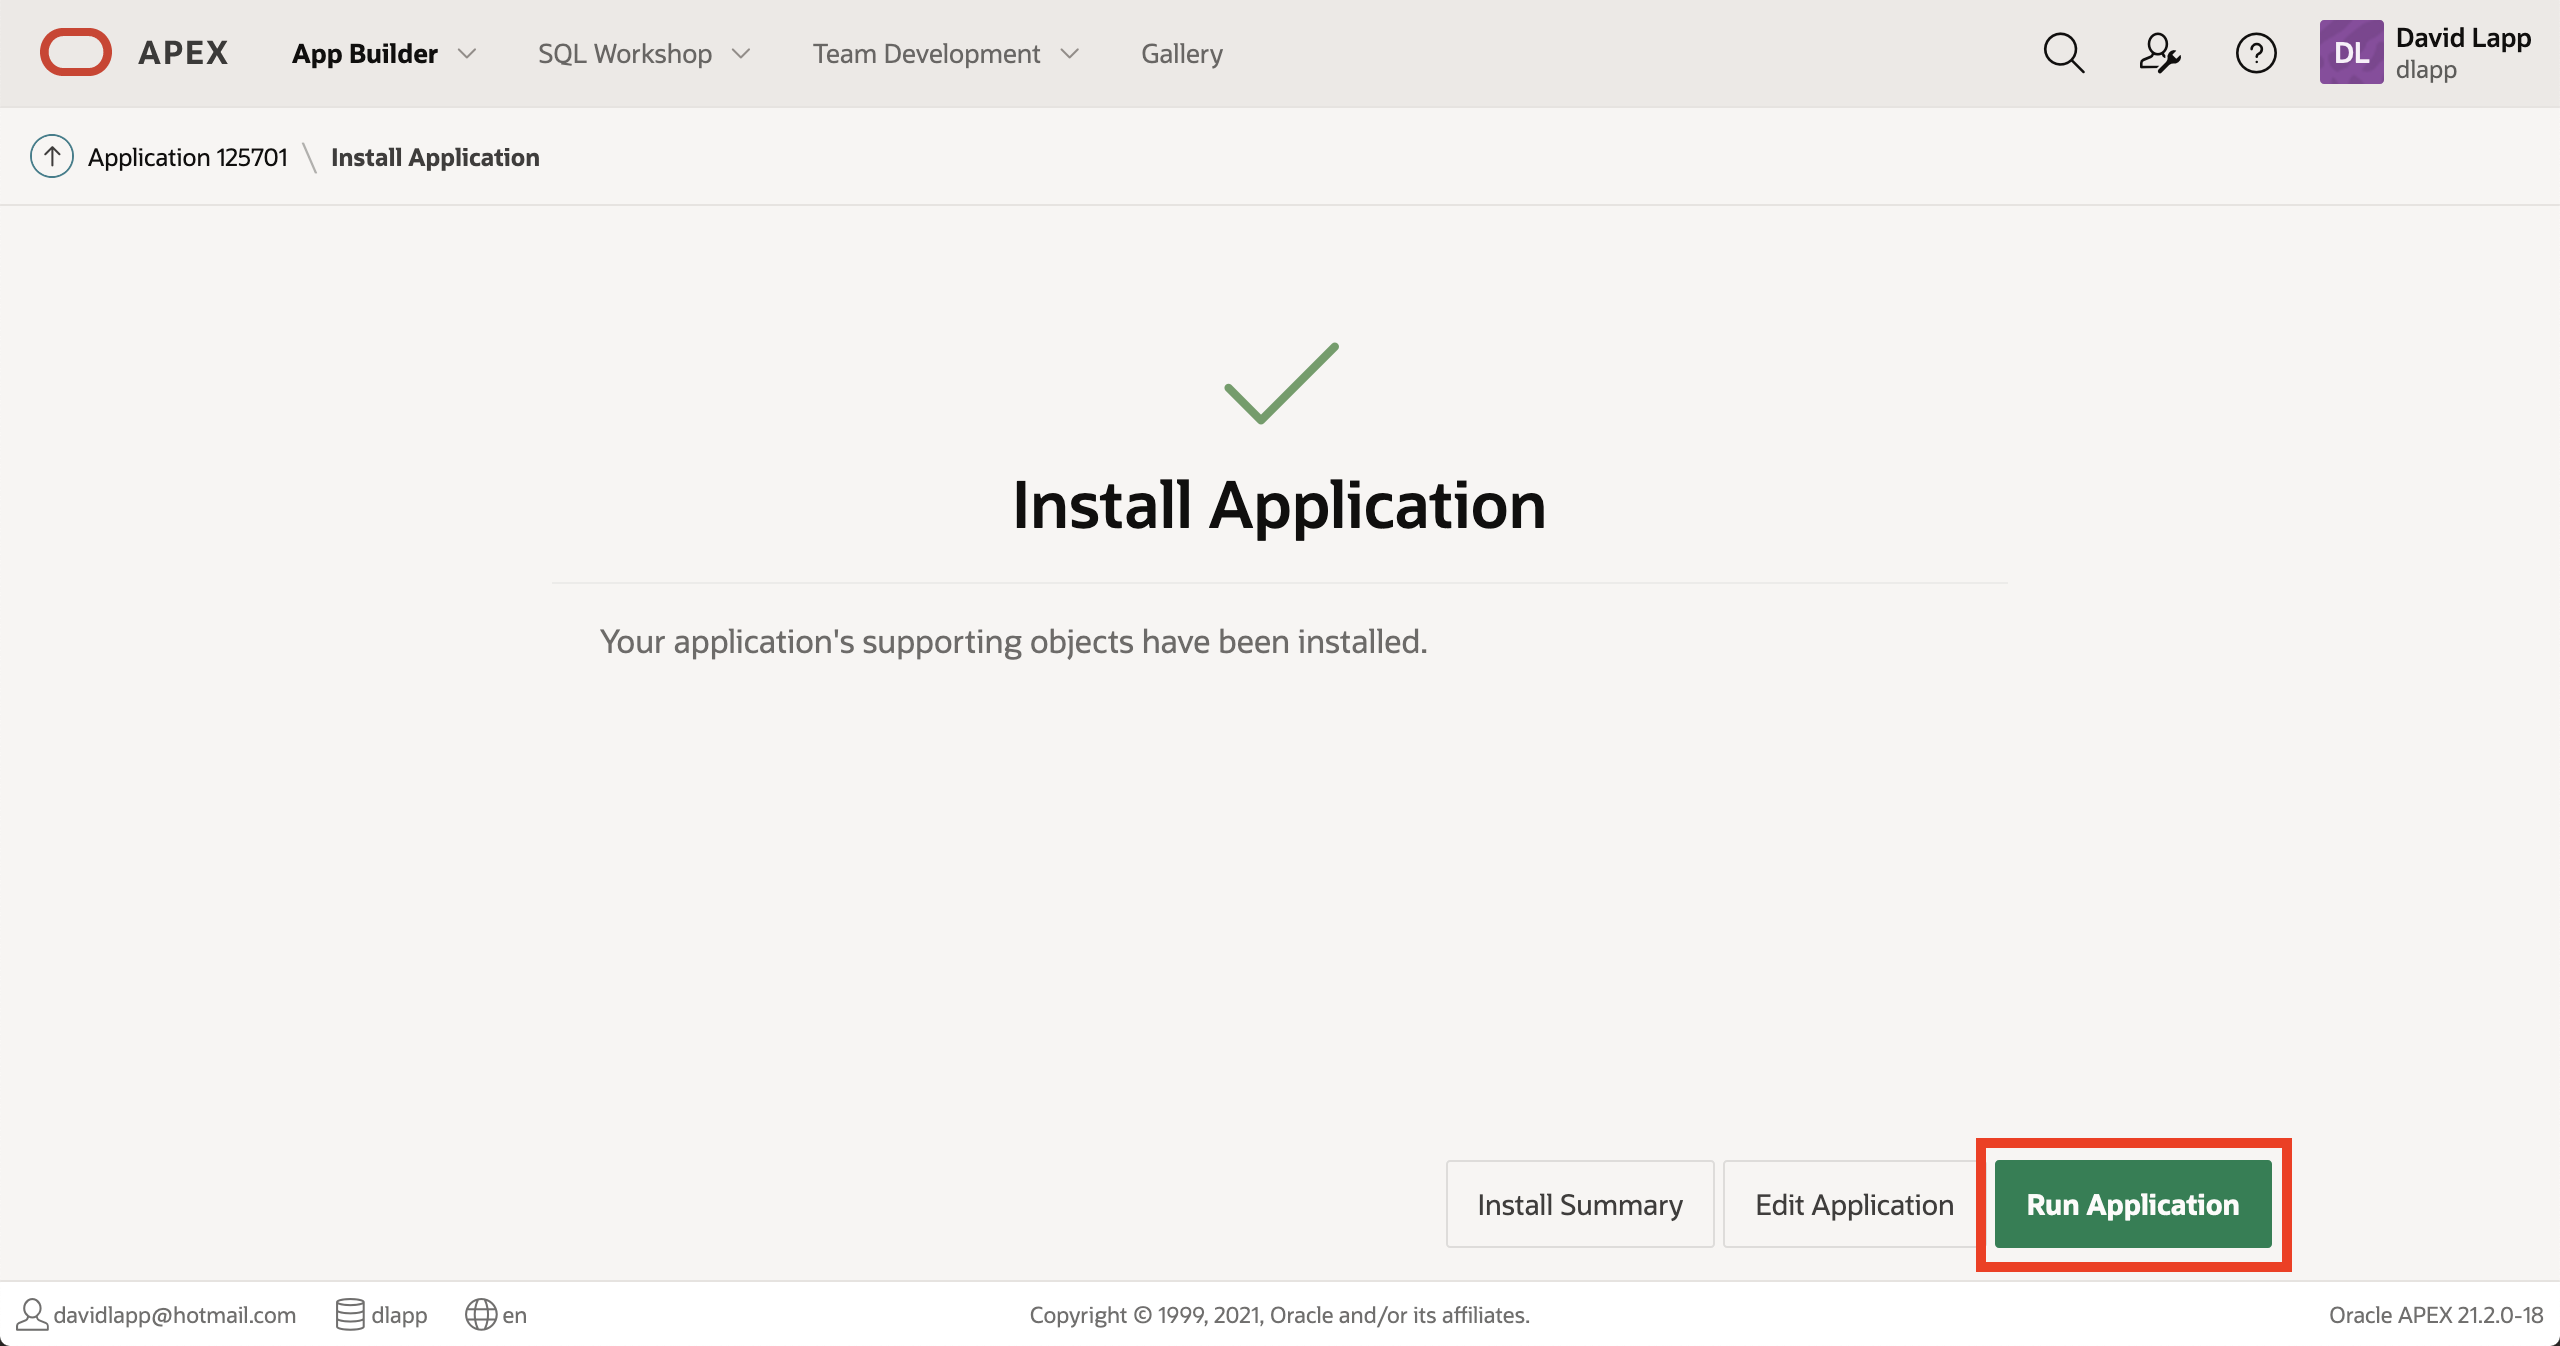 APEX App Builder SQL Workshop Team Development Gallery ? DL David Lapp
dlapp
Application 125701 \ Install Application
Install Application
Your application's supporting objects have been installed.
Install Summary Edit Application Run Application
davidlapp@hotmail.com dlapp en Copyright © 1999, 2021, Oracle and/or its affiliates. Oracle APEX 21.2.0-18